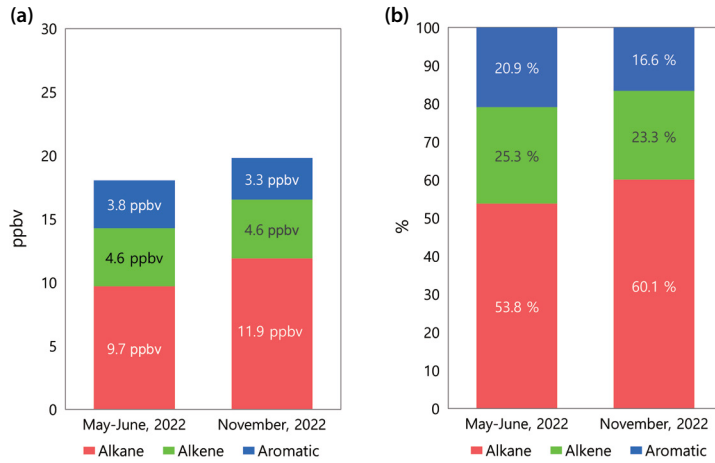 (a)
30
25
20
15
10
5
0
ppbv
3.8 ppbv
4.6 ppbv
9.7 ppbv
3.3 ppbv
4.6 ppbv
11.9 ppbv
May-June, 2022 November, 2022
Alkane Alkene Aromatic
(b)
100
90
80
70
60
50
40
30
20
10
0
%
20.9 %
25.3 %
53.8 %
16.6 %
23.3 %
60.1 %
May-June, 2022 November, 2022
Alkane Alkene Aromatic